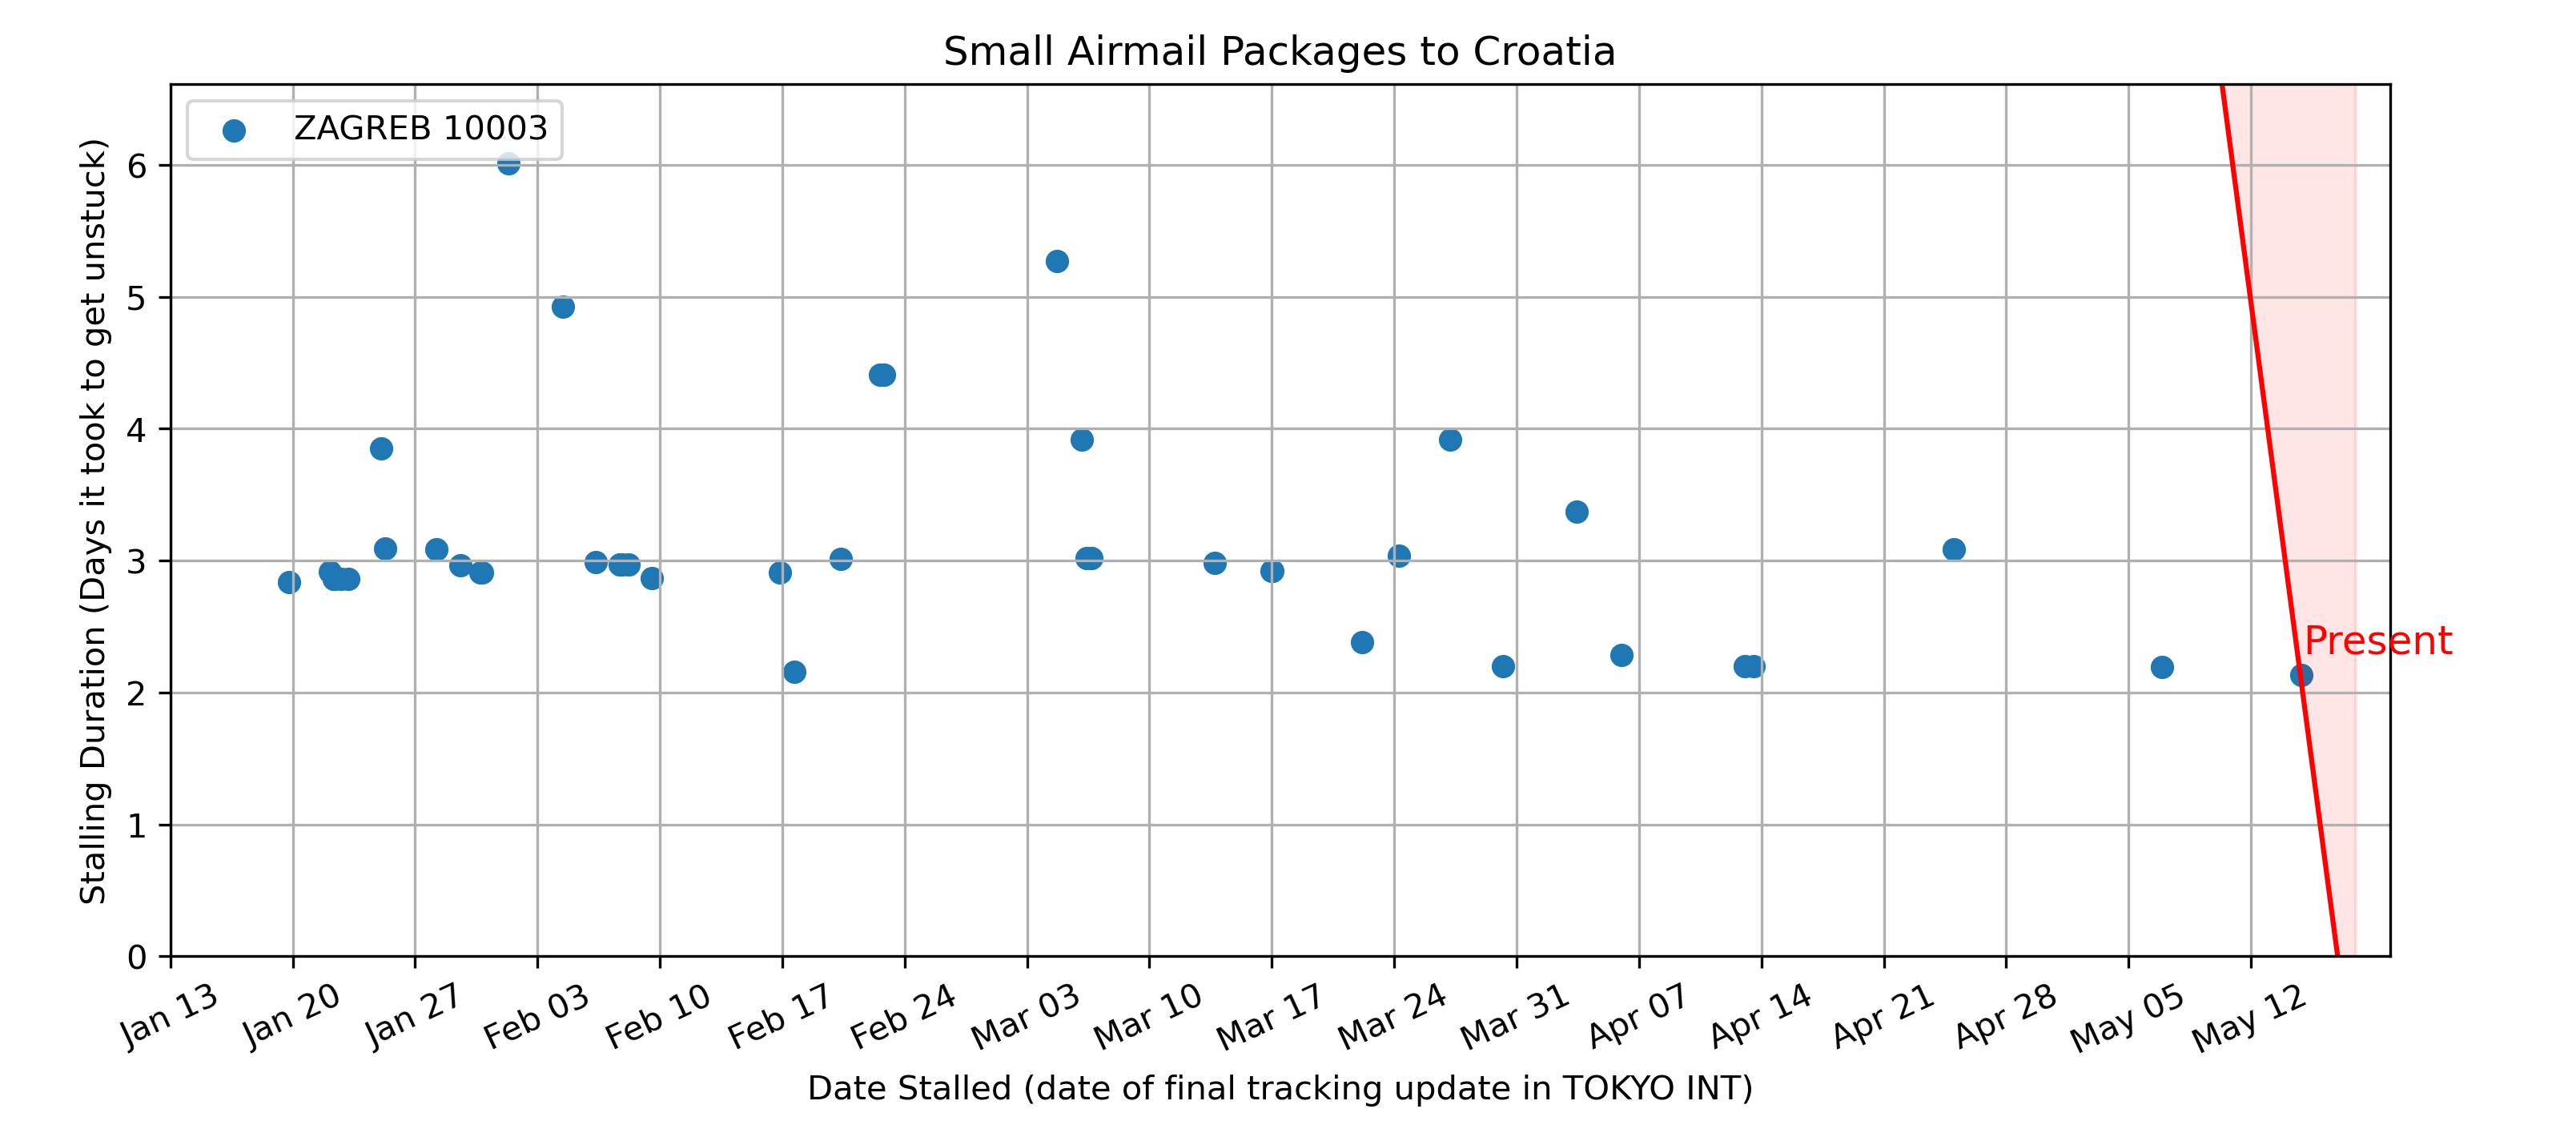 Small Airmail Packages to Croatia
ZAGREB 10003
Stalling Duration (Days it took to get unstuck)
6
5
4
3
2
1
0
Present
Jan 13
Jan 20
Jan 27
Feb 03
Feb 10
Feb 17
Feb 24
Mar 03
Mar 10
Mar 17
Mar 24
Mar 31
Apr 07
Apr 14
Apr 21
Apr 28
May 05
May 12
Date Stalled (date of final tracking update in TOKYO INT)